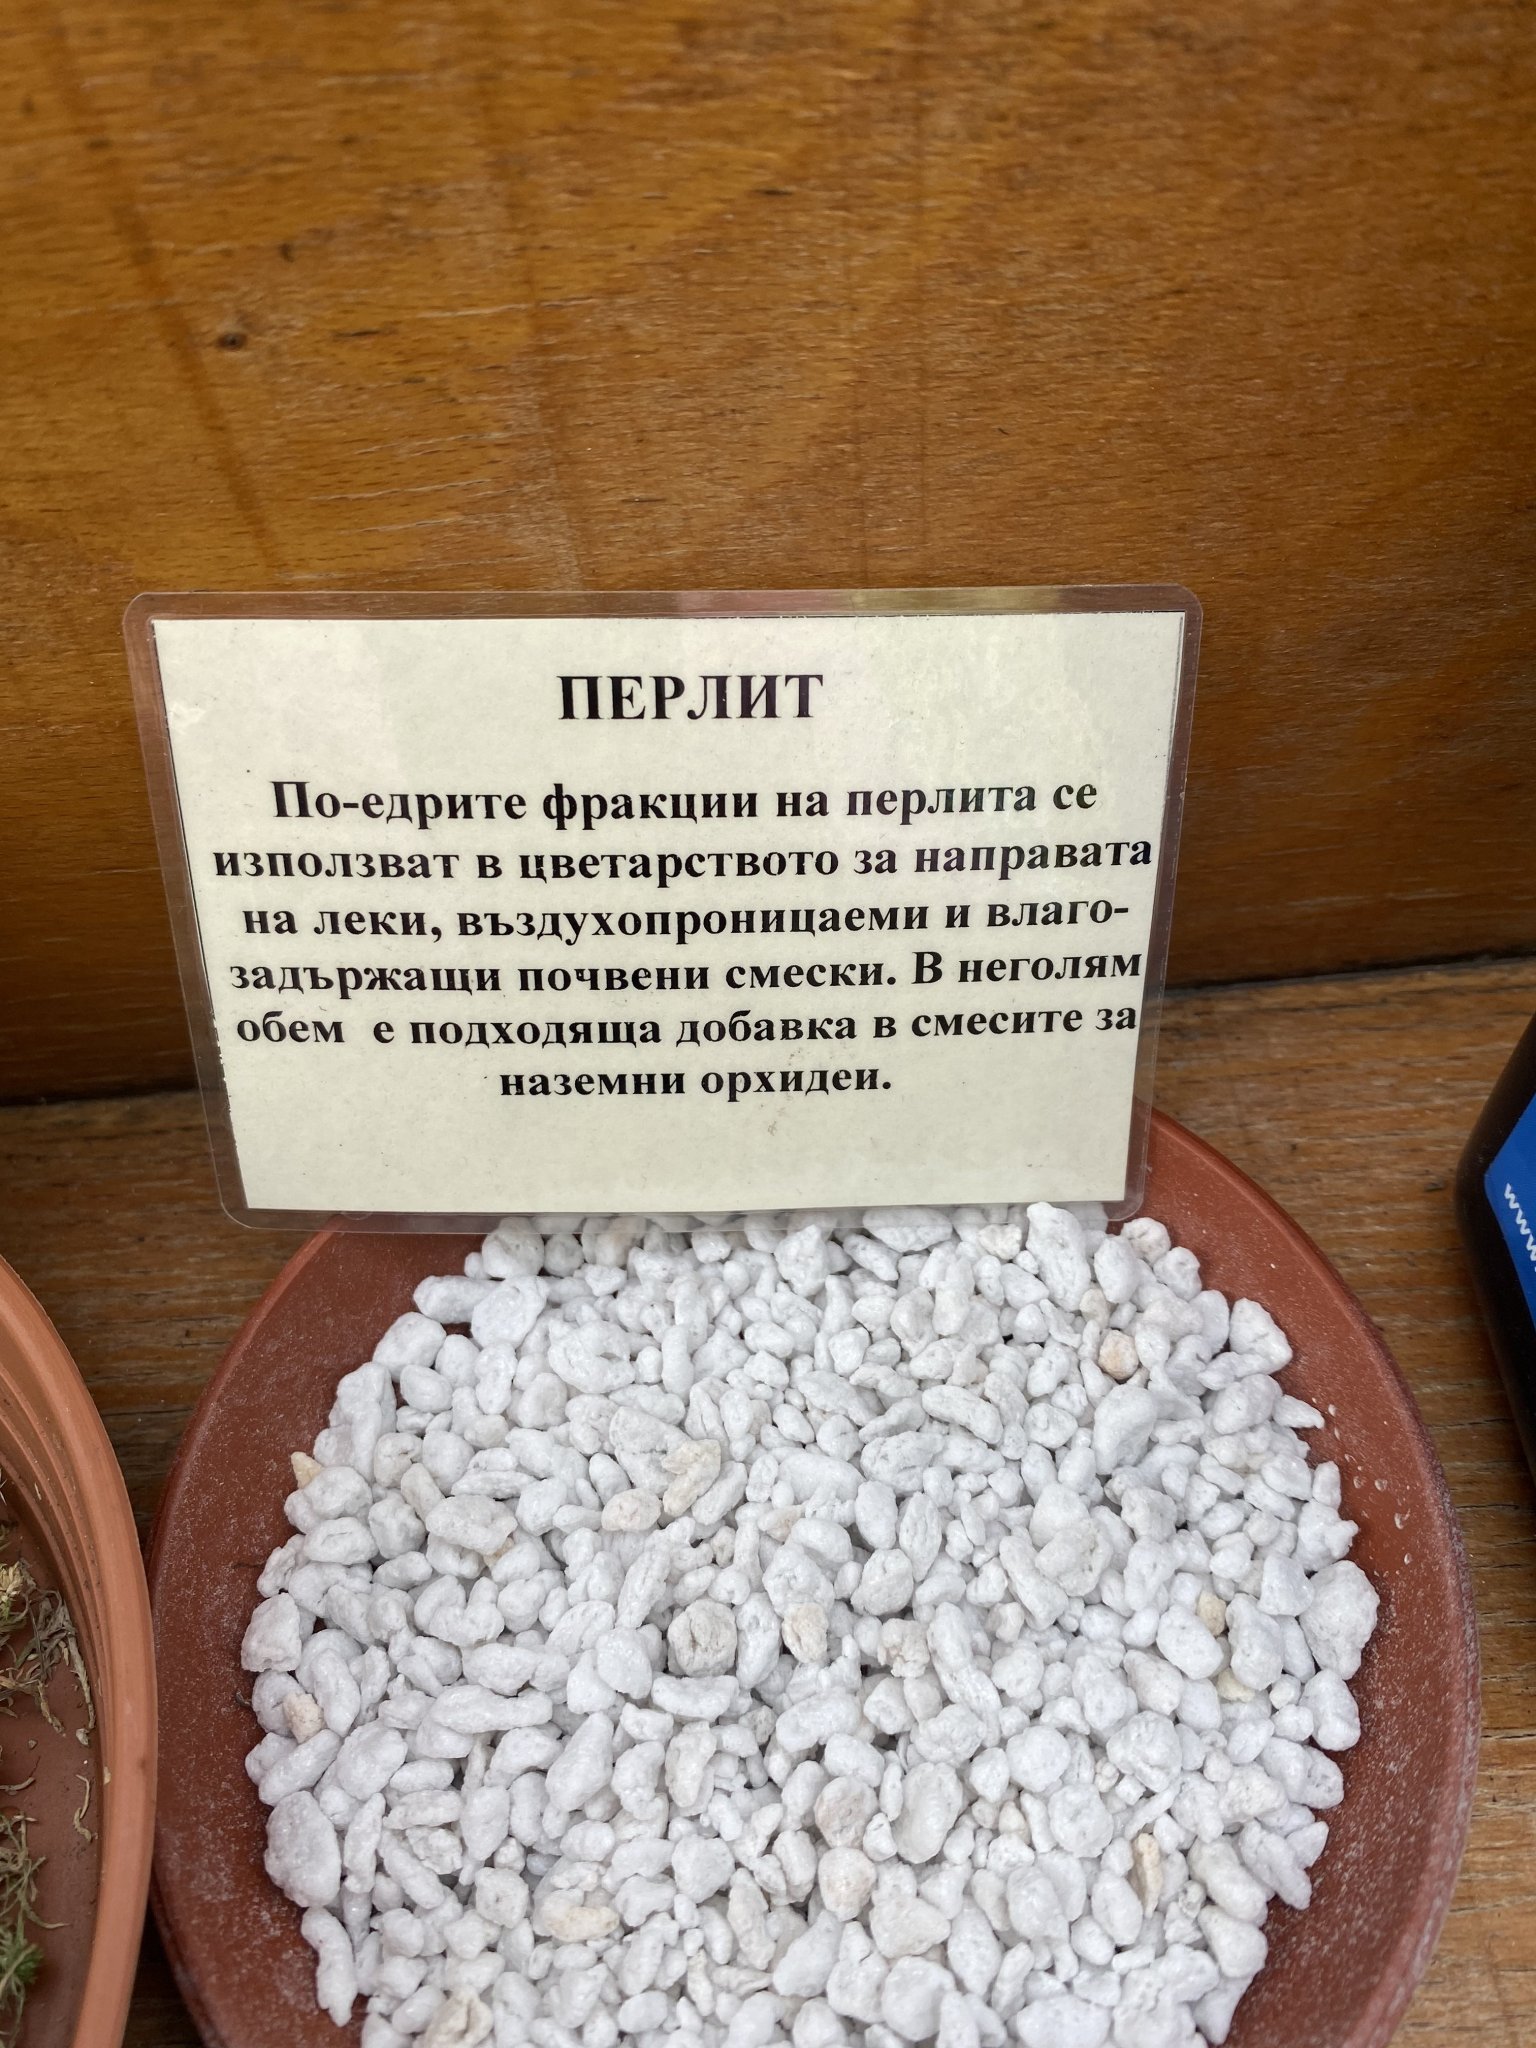 ПЕРЛИТ
По-едрите фракции на перлита се
използват в цветарството за направата
на леки, въздухопроницаеми и влаго-
задържащи почвени смески. В неголям
обем е подходяща добавка в смесите за
наземни орхидеи.
www.